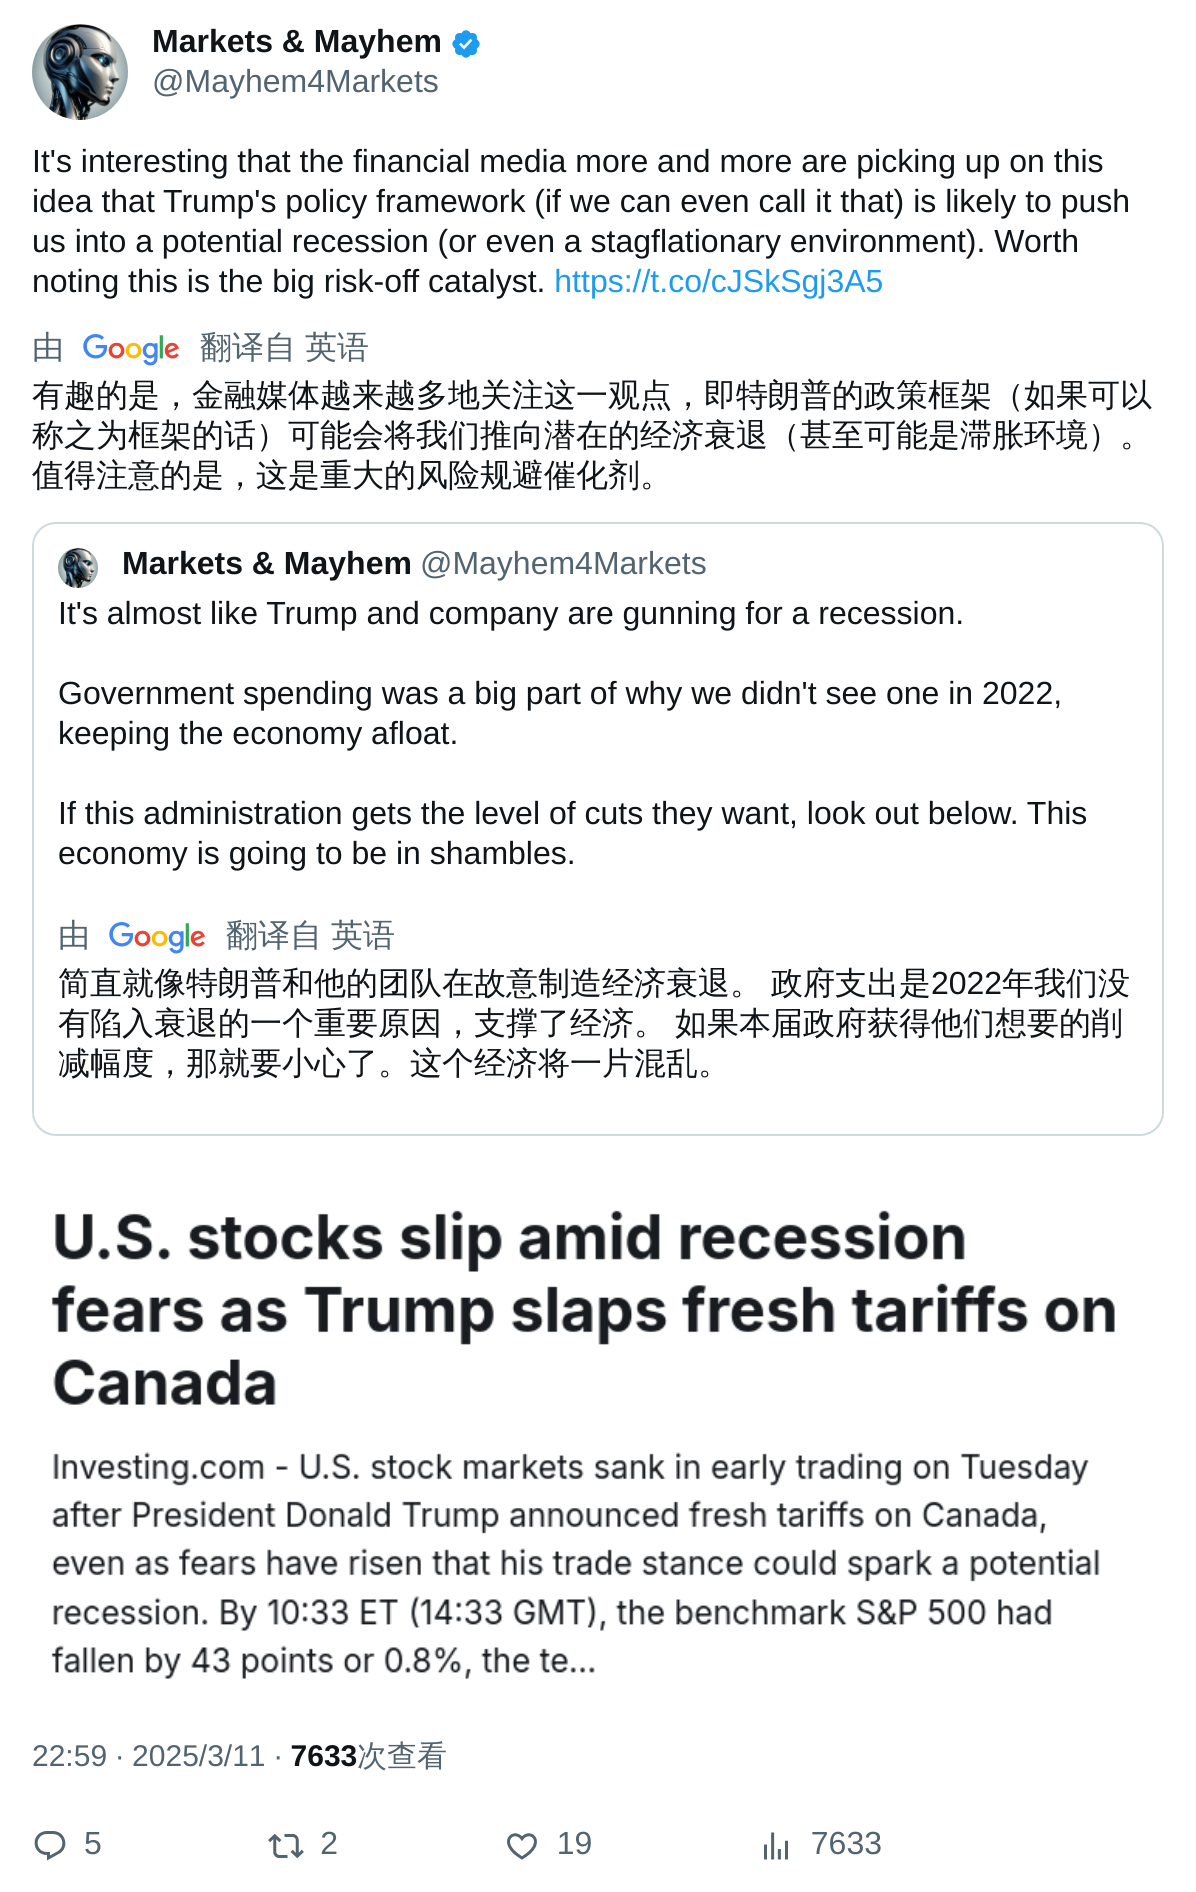 Markets & Mayhem
@Mayhem4Markets
It's interesting that the financial media more and more are picking up on this
idea that Trump's policy framework (if we can even call it that) is likely to push
us into a potential recession (or even a stagflationary environment). Worth
noting this is the big risk-off catalyst. https://t.co/cJSkSgj3A5
由 Google 翻译自 英语
有趣的是，金融媒体越来越多地关注这一观点，即特朗普的政策框架（如果可以
称之为框架的话）可能会将我们推向潜在的经济衰退（甚至可能是滞胀环境）。
值得注意的是，这是重大的风险规避催化剂。
Markets & Mayhem @Mayhem4Markets
It's almost like Trump and company are gunning for a recession.
Government spending was a big part of why we didn't see one in 2022,
keeping the economy afloat.
If this administration gets the level of cuts they want, look out below. This
economy is going to be in shambles.
由 Google 翻译自 英语
简直就像特朗普和他的团队在故意制造经济衰退。 政府支出是2022年我们没
有陷入衰退的一个重要原因，支撑了经济。 如果本届政府获得他们想要的削
减幅度，那就要小心了。这个经济将一片混乱。
U.S. stocks slip amid recession
fears as Trump slaps fresh tariffs on
Canada
Investing.com - U.S. stock markets sank in early trading on Tuesday
after President Donald Trump announced fresh tariffs on Canada,
even as fears have risen that his trade stance could spark a potential
recession. By 10:33 ET (14:33 GMT), the benchmark S&P 500 had
fallen by 43 points or 0.8%, the te...
22:59 · 2025/3/11 · 7633次查看
5 2 19 7633